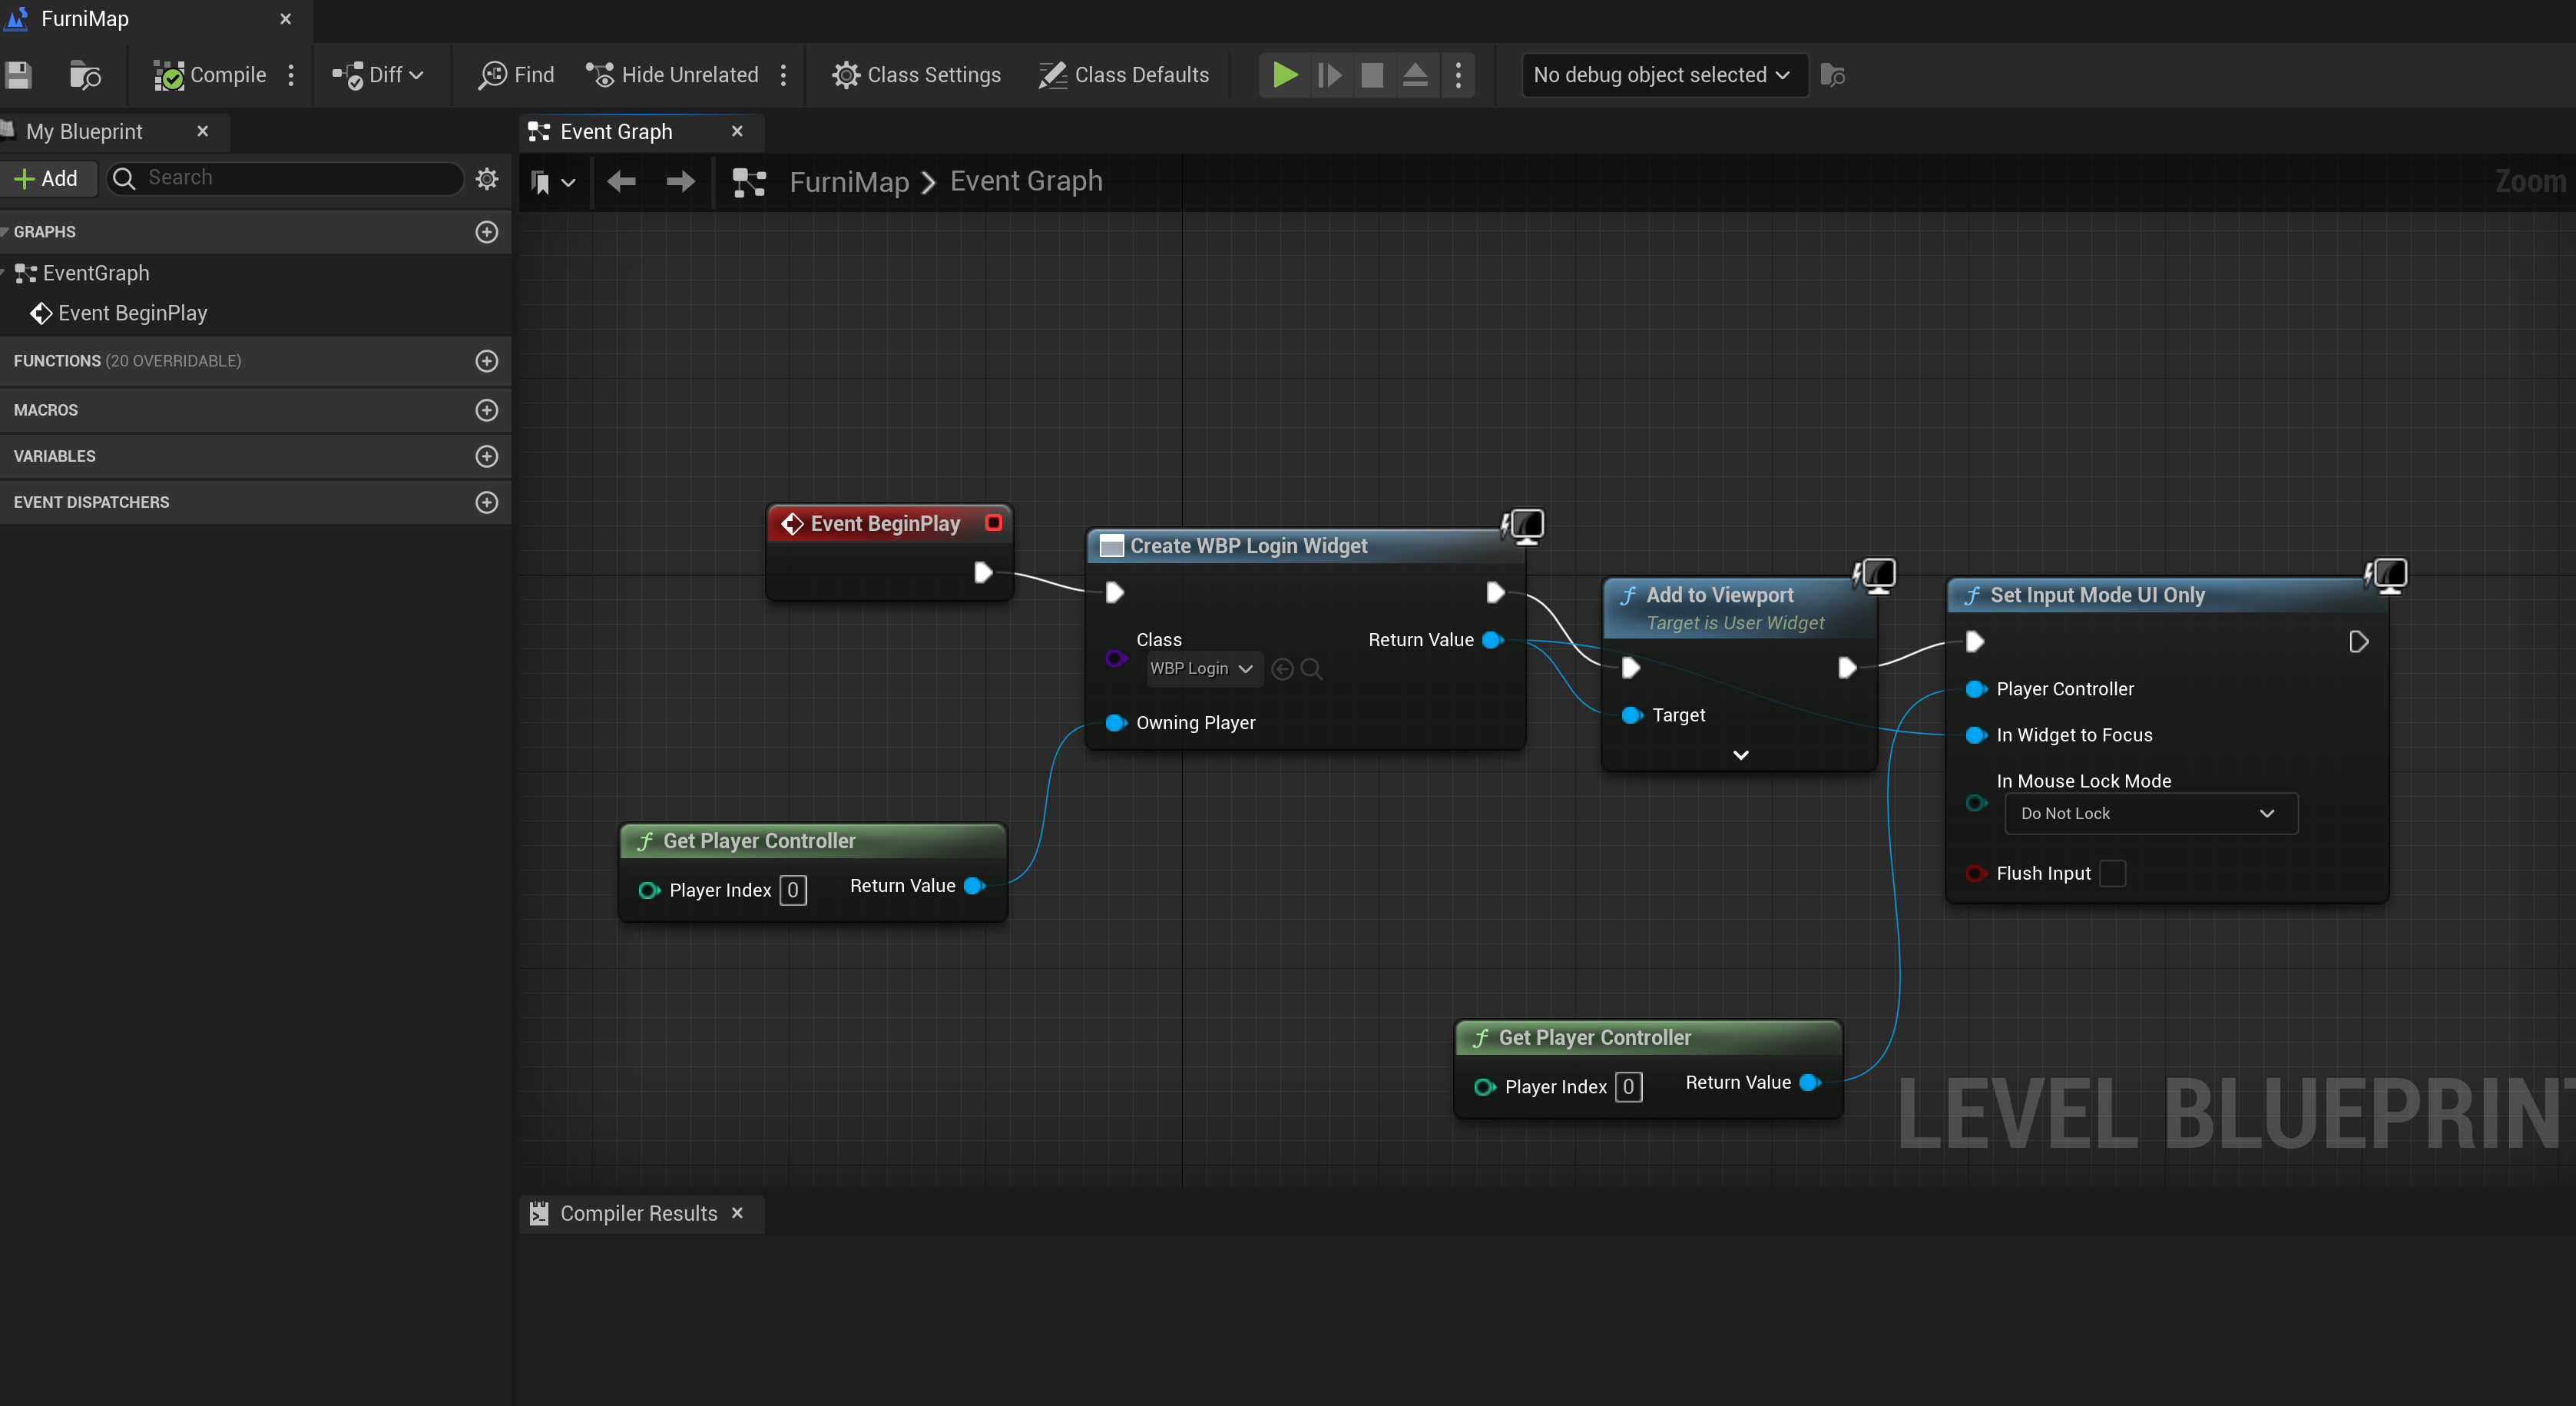 FurniMap
Compile
Diff
Find
Hide Unrelated
Class Settings
Class Defaults
No debug object selected
My Blueprint
Event Graph
Add
Search
FurniMap > Event Graph
Zoom
GRAPHS
EventGraph
Event BeginPlay
FUNCTIONS (20 OVERRIDABLE)
MACROS
VARIABLES
EVENT DISPATCHERS
Event BeginPlay
Create WBP Login Widget
Class
WBP Login
Return Value
Owning Player
Add to Viewport
Target is User Widget
Target
Set Input Mode UI Only
Player Controller
In Widget to Focus
In Mouse Lock Mode
Do Not Lock
Flush Input
Get Player Controller
Player Index 0
Return Value
Get Player Controller
Player Index 0
Return Value
LEVEL BLUEPRINT
Compiler Results